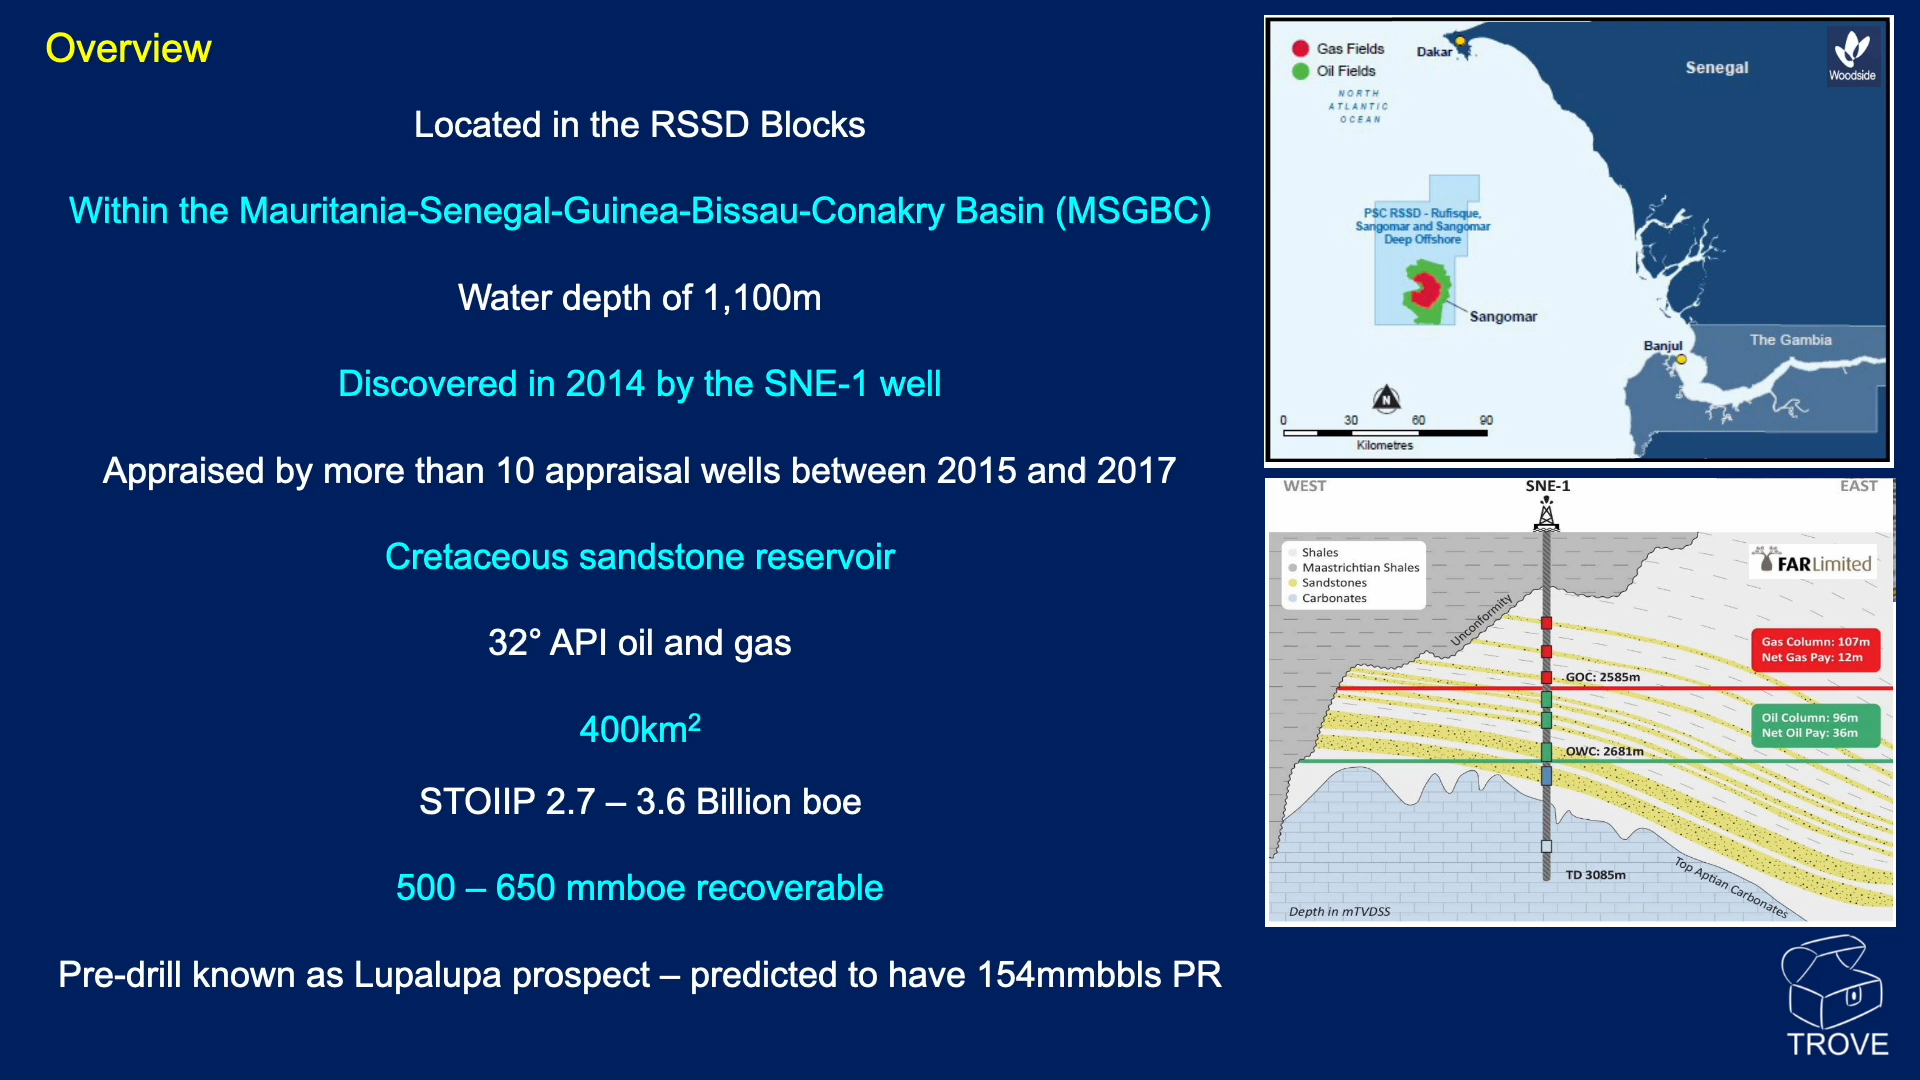 Overview
Located in the RSSD Blocks
Within the Mauritania-Senegal-Guinea-Bissau-Conakry Basin (MSGBC)
Water depth of 1,100m
Discovered in 2014 by the SNE-1 well
Appraised by more than 10 appraisal wells between 2015 and 2017
Cretaceous sandstone reservoir
32° API oil and gas
400km²
STOIIP 2.7 – 3.6 Billion boe
500 – 650 mmboe recoverable
Pre-drill known as Lupalupa prospect – predicted to have 154mmbbls PR
Gas Fields
Oil Fields
Dakar
Senegal
Woodside
NORTH
ATLANTIC
OCEAN
PSC RSSD - Rufisque,
Sangomar and Sangomar
Deep Offshore
Sangomar
Banjul
The Gambia
N
0 30 60 90
Kilometres
WEST
SNE-1
EAST
Shales
Maastrichtian Shales
Sandstones
Carbonates
FAR Limited
Unconformity
Gas Column: 107m
Net Gas Pay: 12m
GOC: 2585m
Oil Column: 96m
Net Oil Pay: 36m
OWC: 2681m
TD 3085m
Top Aptian Carbonates
Depth in mTVDSS
TROVE